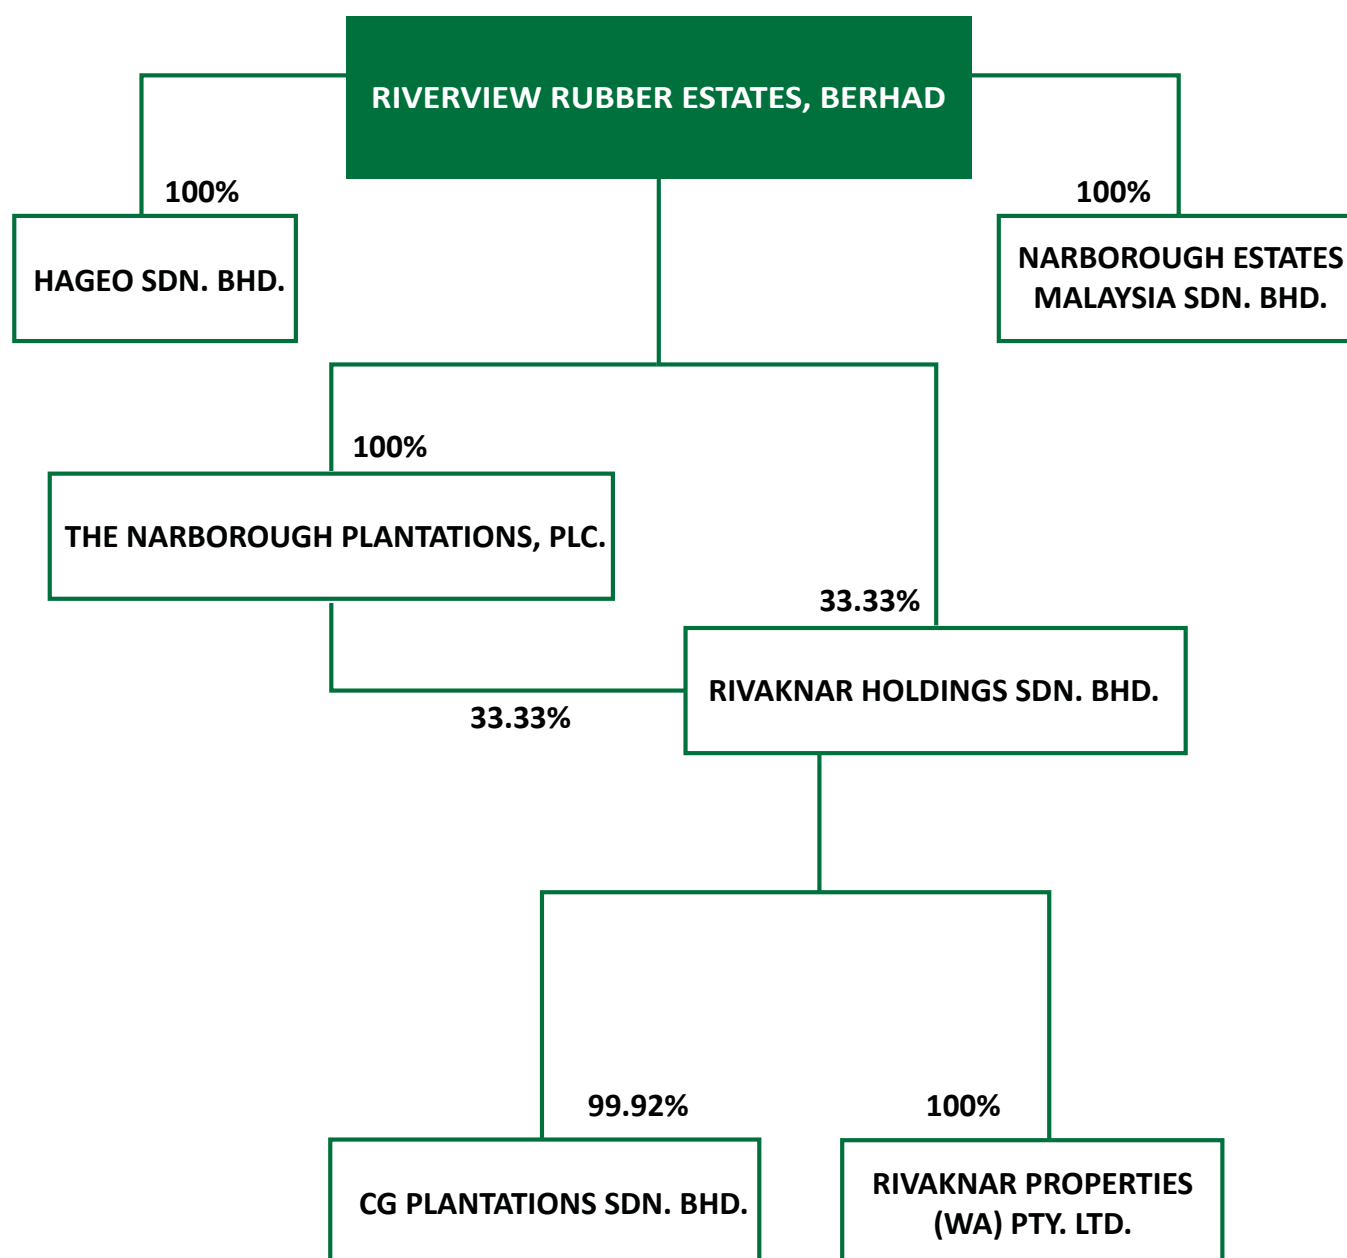 RIVERVIEW RUBBER ESTATES, BERHAD
100%
100%
HAGEO SDN. BHD.
NARBOROUGH ESTATES
MALAYSIA SDN. BHD.
100%
THE NARBOROUGH PLANTATIONS, PLC.
33.33%
RIVAKNAR HOLDINGS SDN. BHD.
33.33%
99.92%
100%
CG PLANTATIONS SDN. BHD.
RIVAKNAR PROPERTIES
(WA) PTY. LTD.